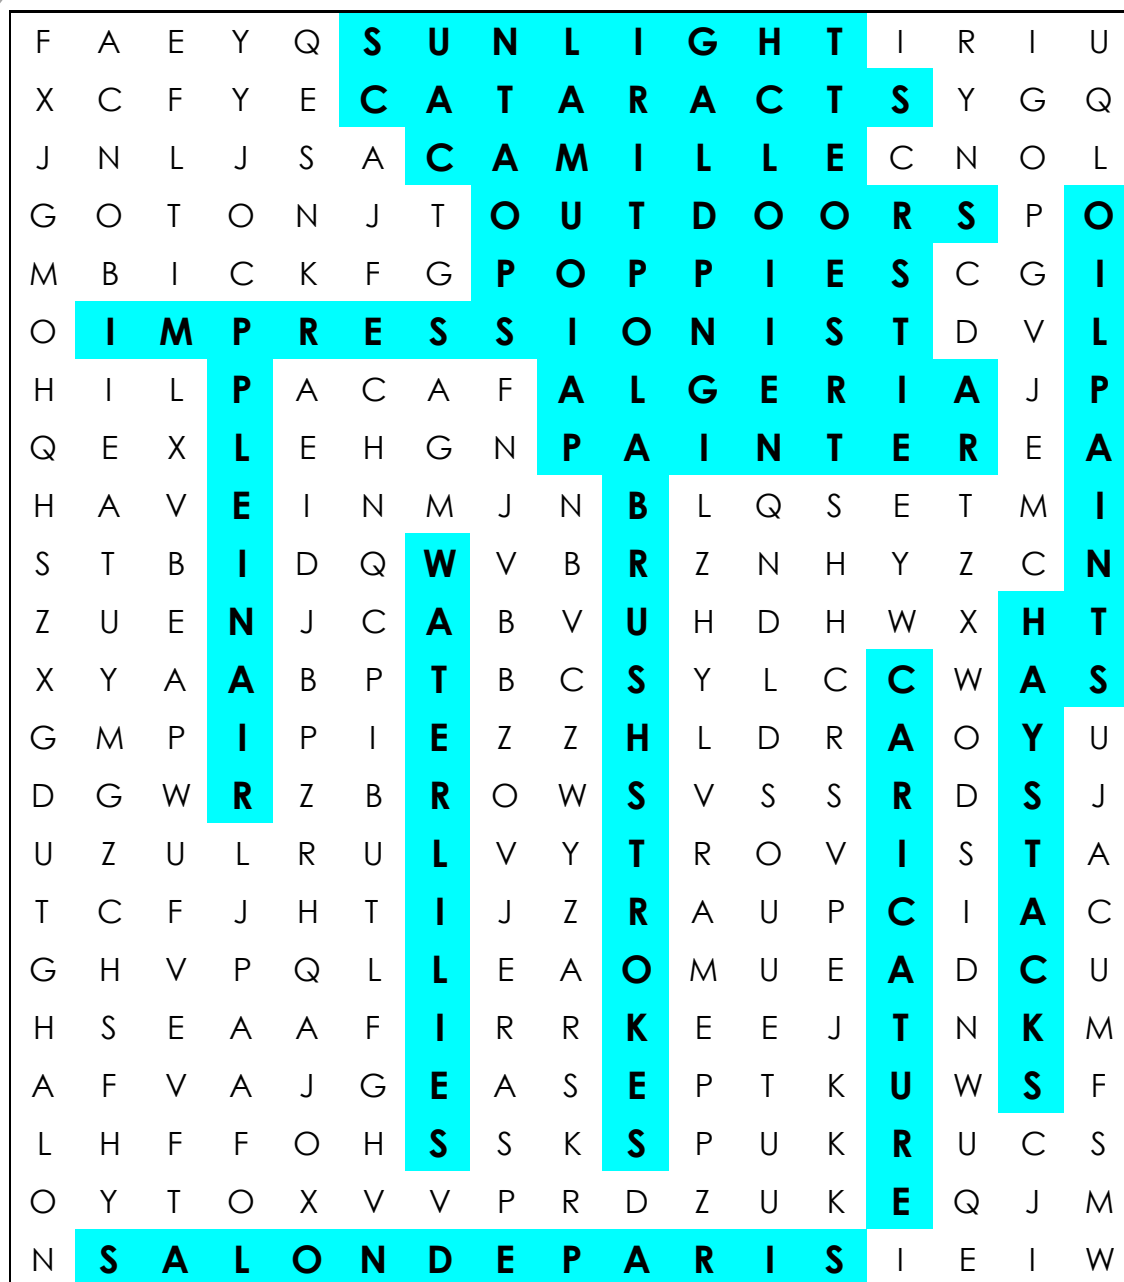 F A E Y Q S U N L I G H T I R I U
X C F Y E C A T A R A C T S Y G Q
J N L J S A C A M I L L E C N O L
G O T O N J T O U T D O O R S P O
M B I C K F G P O P P I E S C G I
O I M P R E S S I O N I S T D V L
H I L P A C A F A L G E R I A J P
Q E X L E H G N P A I N T E R E A
H A V E I N M J N B L Q S E T M I
S T B I D Q W V B R Z N H Y Z C N
Z U E N J C A B V U H D H W X H T
X Y A A B P T B C S Y L C C W A S
G M P I P I E Z Z H L D R A O Y U
D G W R Z B R O W S V S S R D S J
U Z U L R U L V Y T R O V I S T A
T C F J H T I J Z R A U P C I A C
G H V P Q L L E A O M U E A D C U
H S E A A F I R R K E E J T N K M
A F V A J G E A S E P T K U W S F
L H F F O H S S K S P U K R U C S
O Y T O X V V P R D Z U K E Q J M
N S A L O N D E P A R I S I E I W